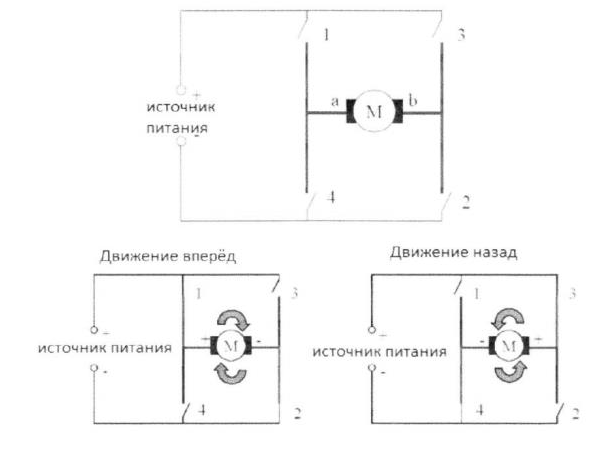 1 3
+
источник
питания
-
a M b
4 2
Движение вперёд
1 3
+
источник питания
-
+ M -
4 2
Движение назад
1 3
+
источник питания
-
- M +
4 2